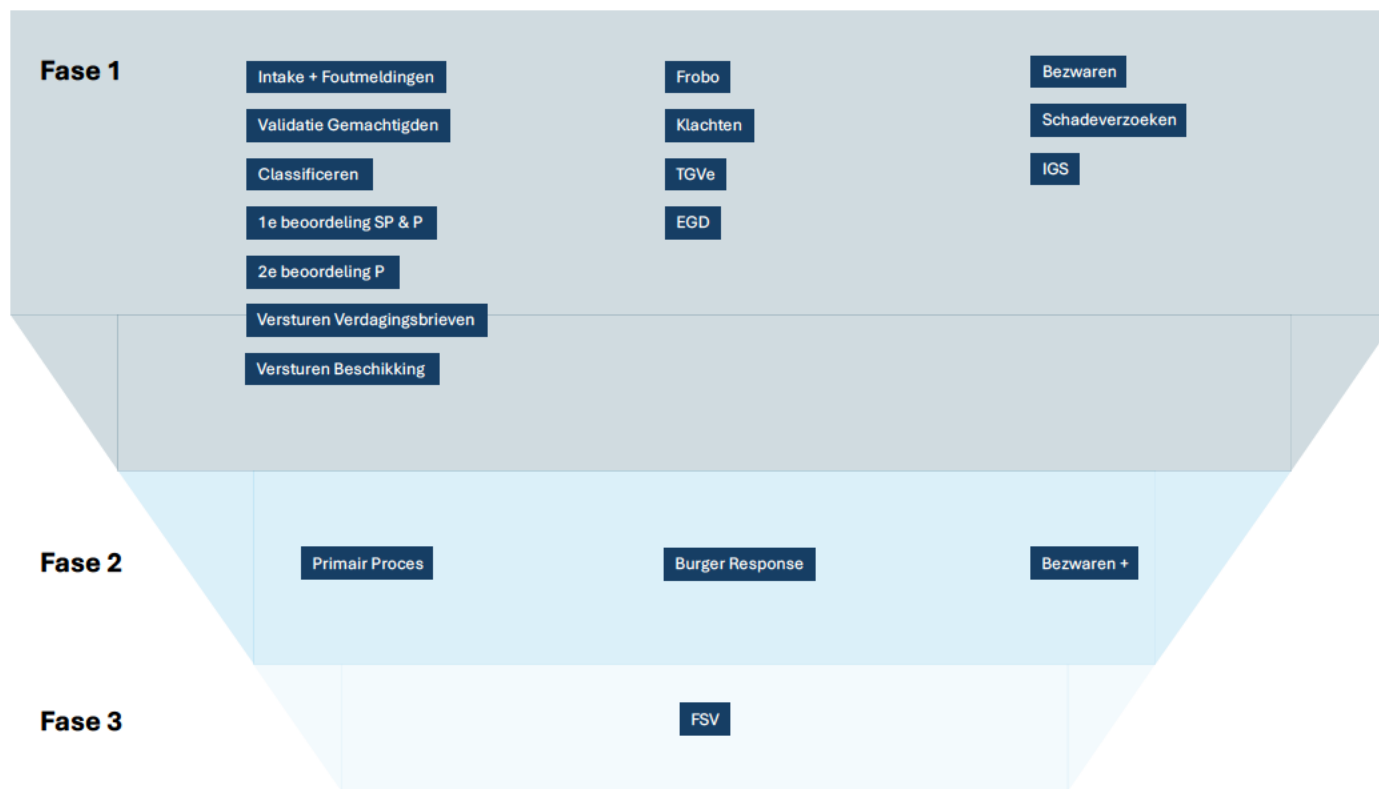 Fase 1
Intake + Foutmeldingen
Validatie Gemachtigden
Classificeren
1e beoordeling SP & P
2e beoordeling P
Versturen Verdagingsbrieven
Versturen Beschikking
Frobo
Klachten
TGVe
EGD
Bezwaren
Schadeverzoeken
IGS
Fase 2
Primair Proces
Burger Response
Bezwaren +
Fase 3
FSV